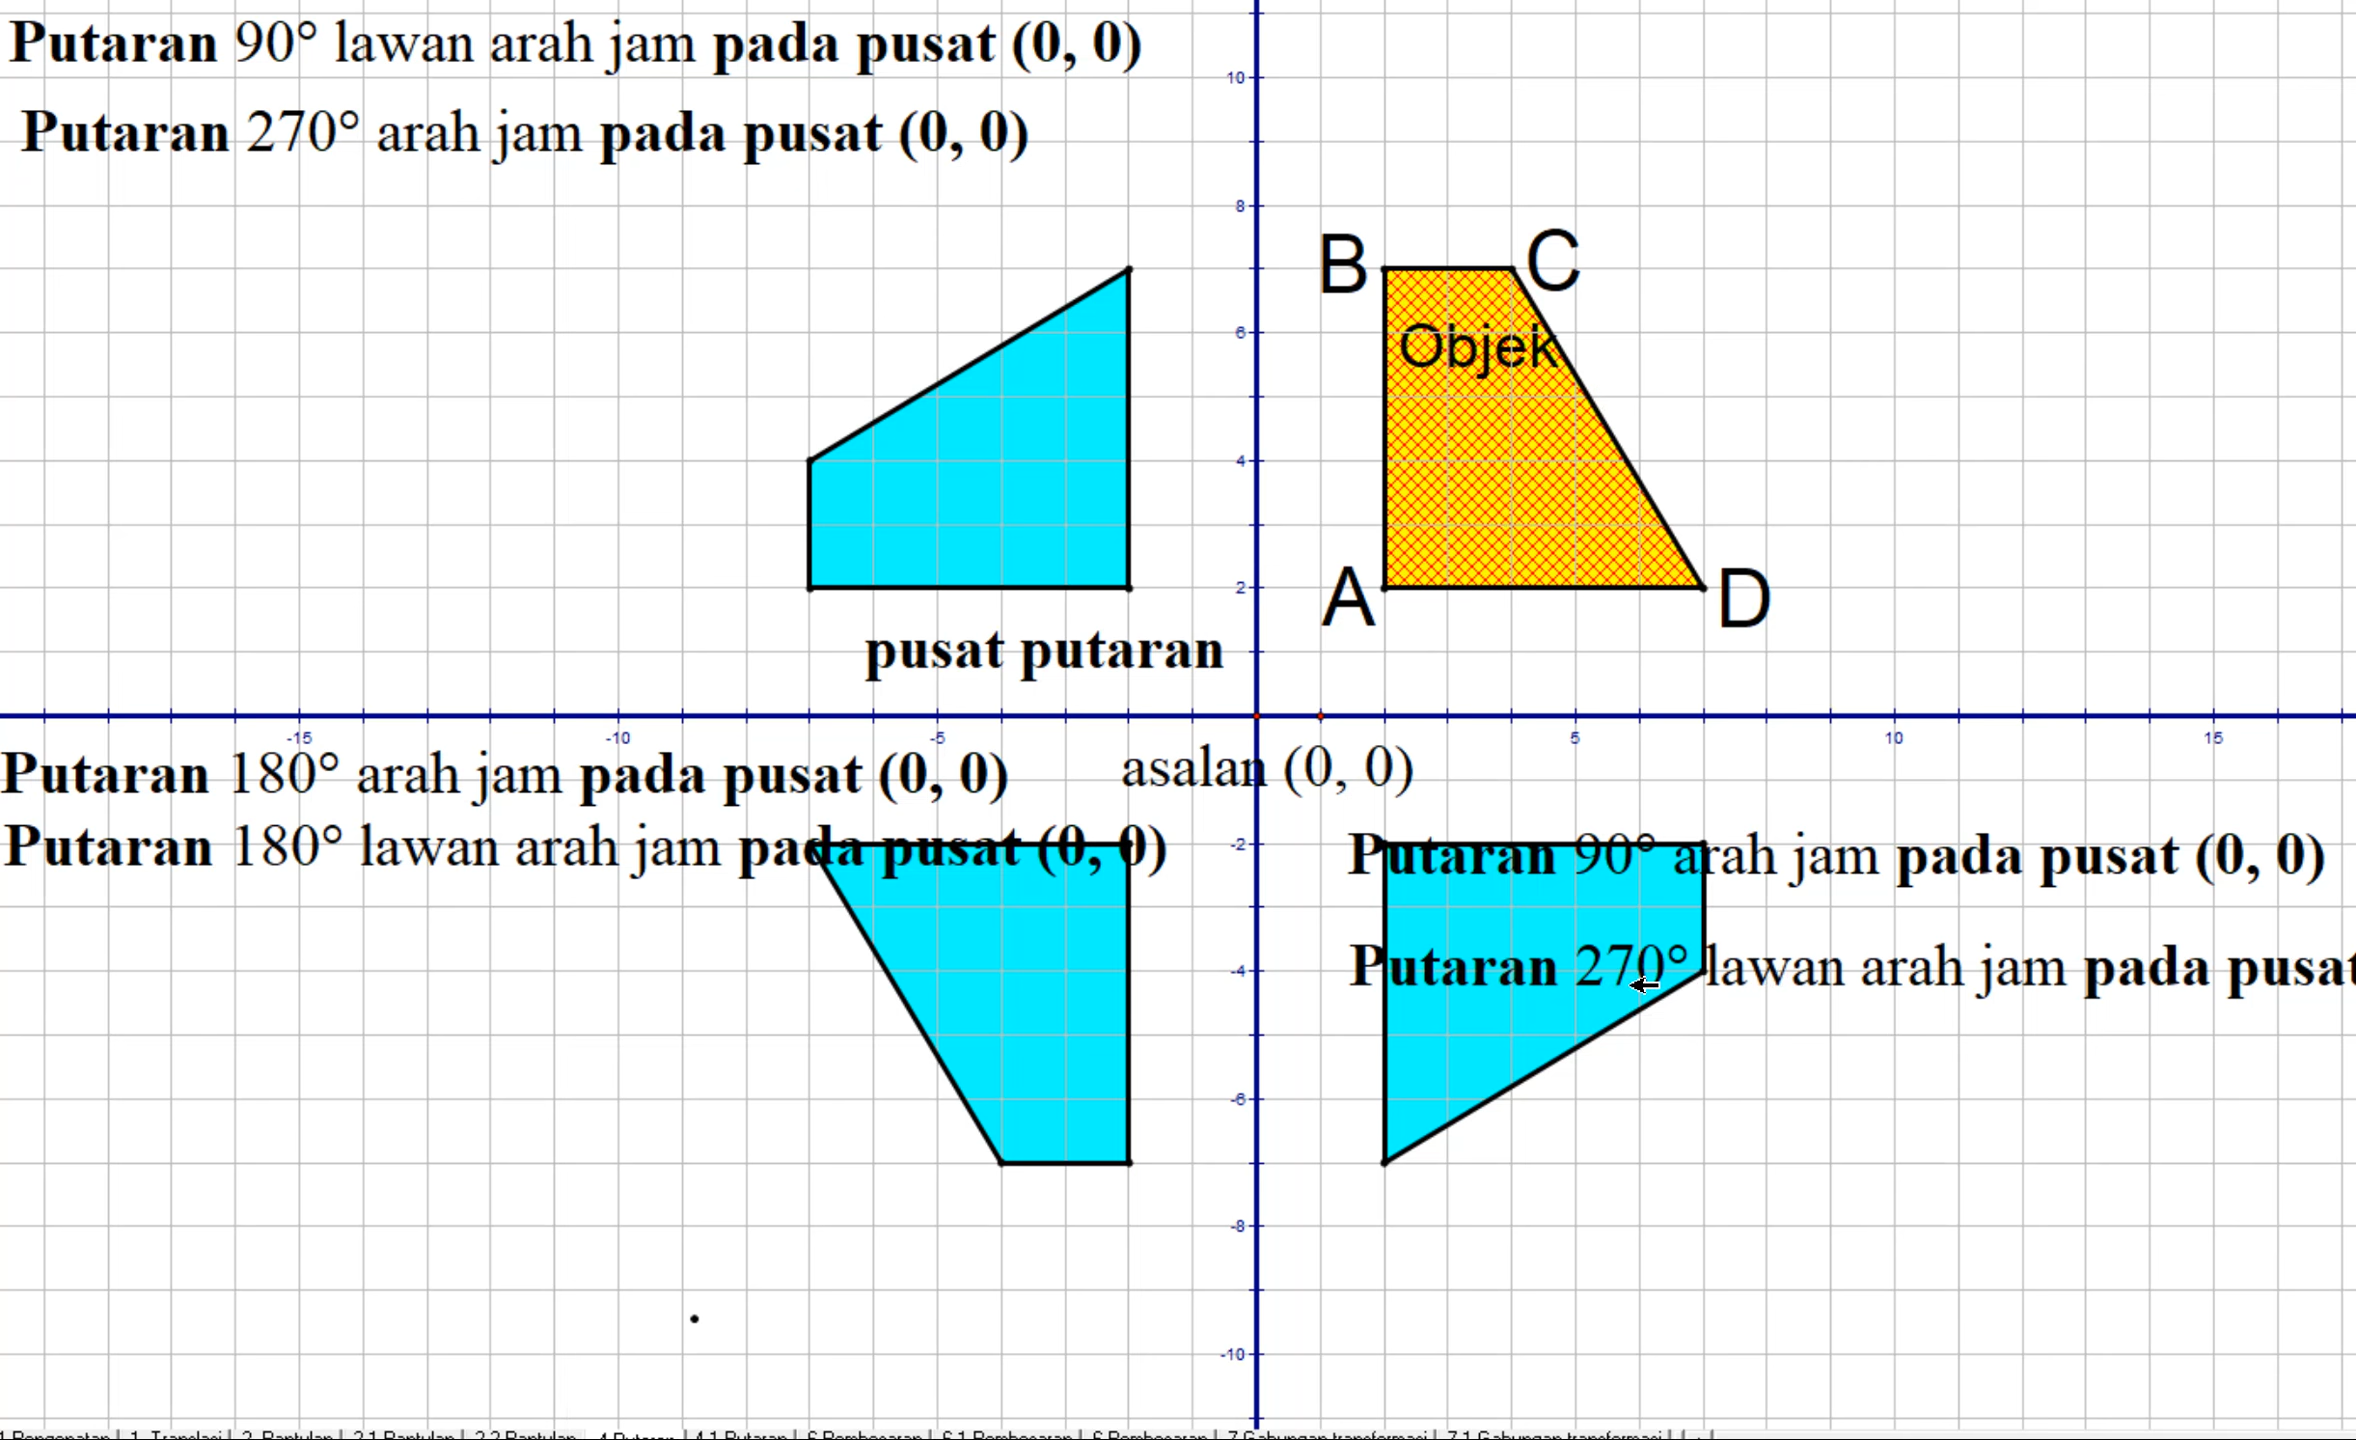 Putaran 90° lawan arah jam pada pusat (0, 0)
Putaran 270° arah jam pada pusat (0, 0)
10
8
B C
6
Objek
4
2
A D
pusat putaran
-15 -10 -5 5 10 15
Putaran 180° arah jam pada pusat (0, 0)
asalan (0, 0)
Putaran 180° lawan arah jam pada pusat (0, 0)
-2
Putaran 90° arah jam pada pusat (0, 0)
-4
Putaran 270° lawan arah jam pada pusat
-6
-8
-10